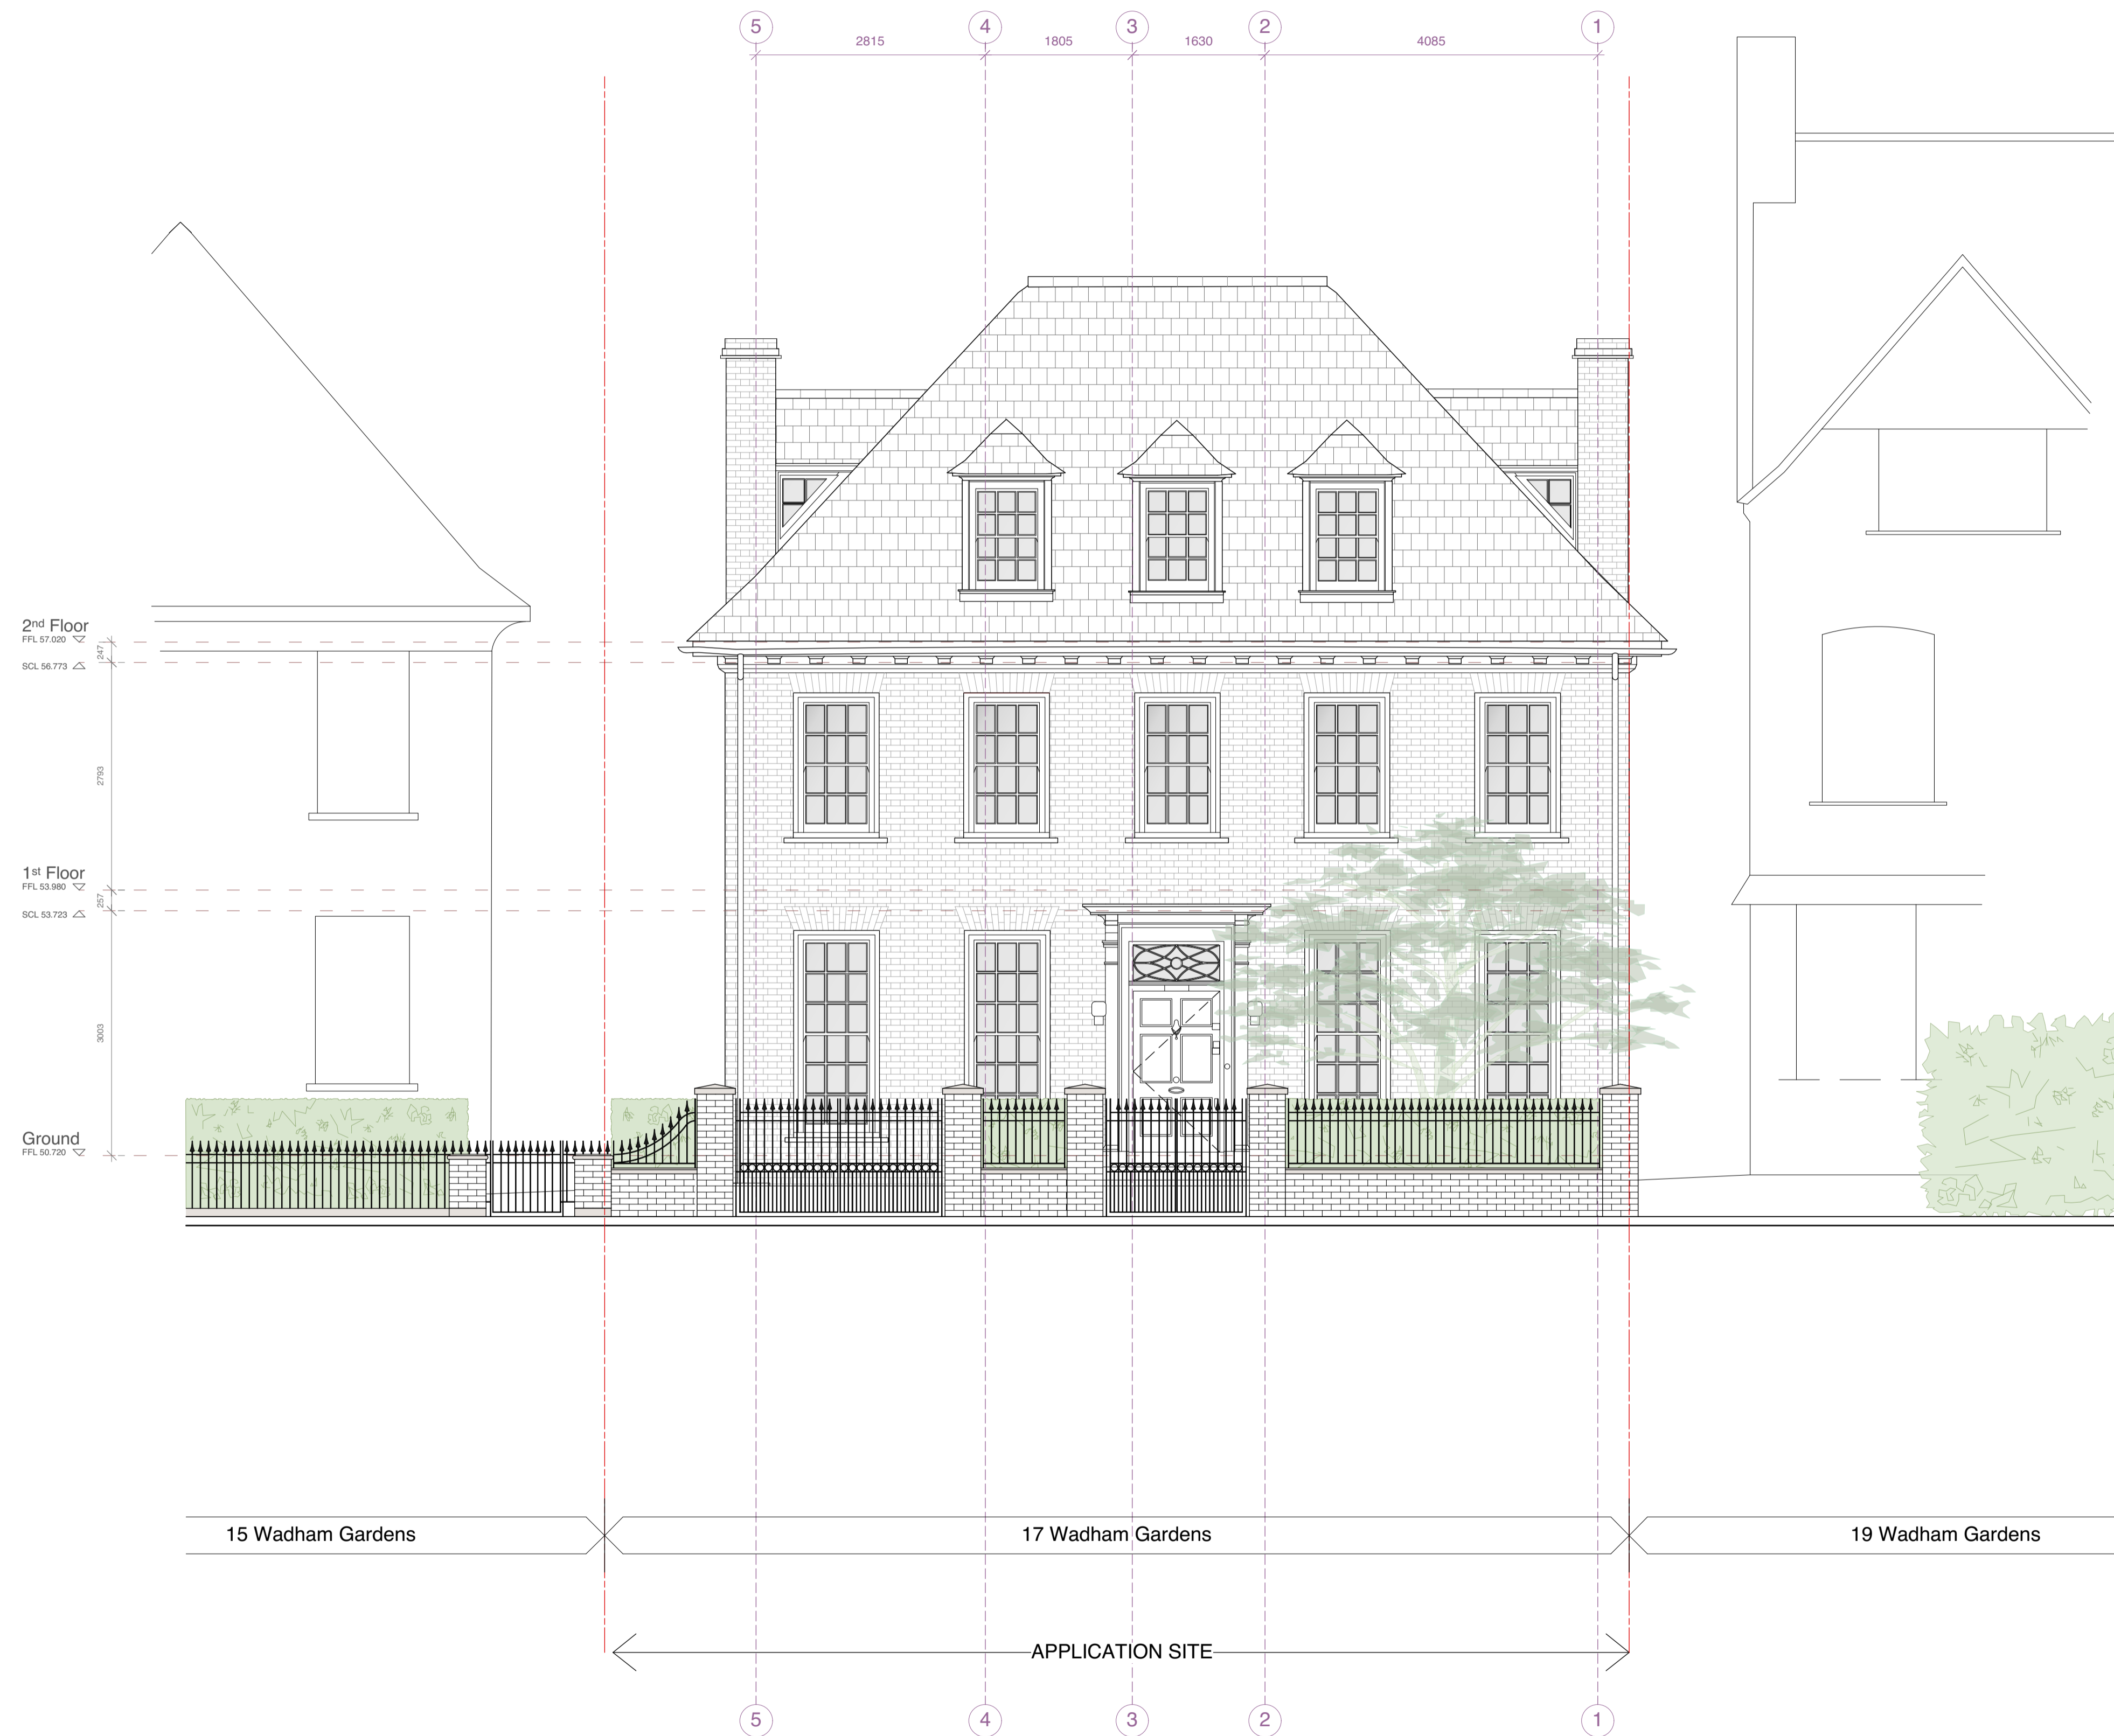 5 4 3 2 1
2815 1805 1630 4085
2nd Floor
FFL 57.020
247
SCL 56.773
2793
1st Floor
FFL 53.980
257
SCL 53.723
3003
Ground
FFL 50.720
15 Wadham Gardens 17 Wadham Gardens 19 Wadham Gardens
APPLICATION SITE
5 4 3 2 1